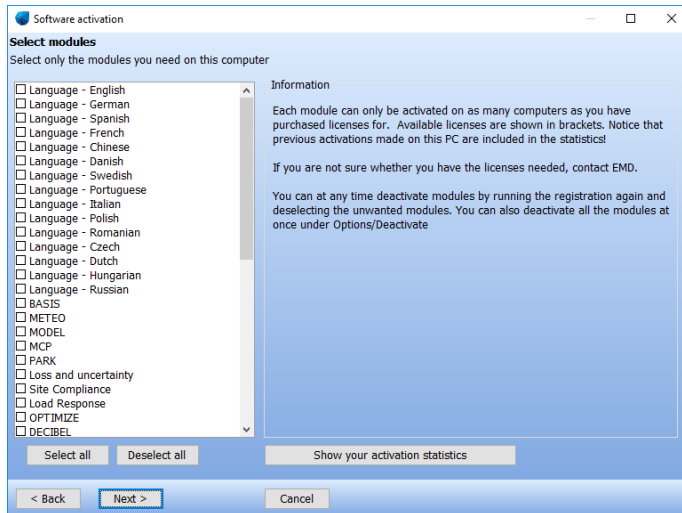 Software activation
Select modules
Select only the modules you need on this computer
Language - English
Language - German
Language - Spanish
Language - French
Language - Chinese
Language - Danish
Language - Swedish
Language - Portuguese
Language - Italian
Language - Polish
Language - Romanian
Language - Czech
Language - Dutch
Language - Hungarian
Language - Russian
BASIS
METEO
MODEL
MCP
PARK
Loss and uncertainty
Site Compliance
Load Response
OPTIMIZE
DECIBEL
Information
Each module can only be activated on as many computers as you have
purchased licenses for.  Available licenses are shown in brackets. Notice that
previous activations made on this PC are included in the statistics!
If you are not sure whether you have the licenses needed, contact EMD.
You can at any time deactivate modules by running the registration again and
deselecting the unwanted modules. You can also deactivate all the modules at
once under Options/Deactivate
Select all
Deselect all
Show your activation statistics
< Back
Next >
Cancel